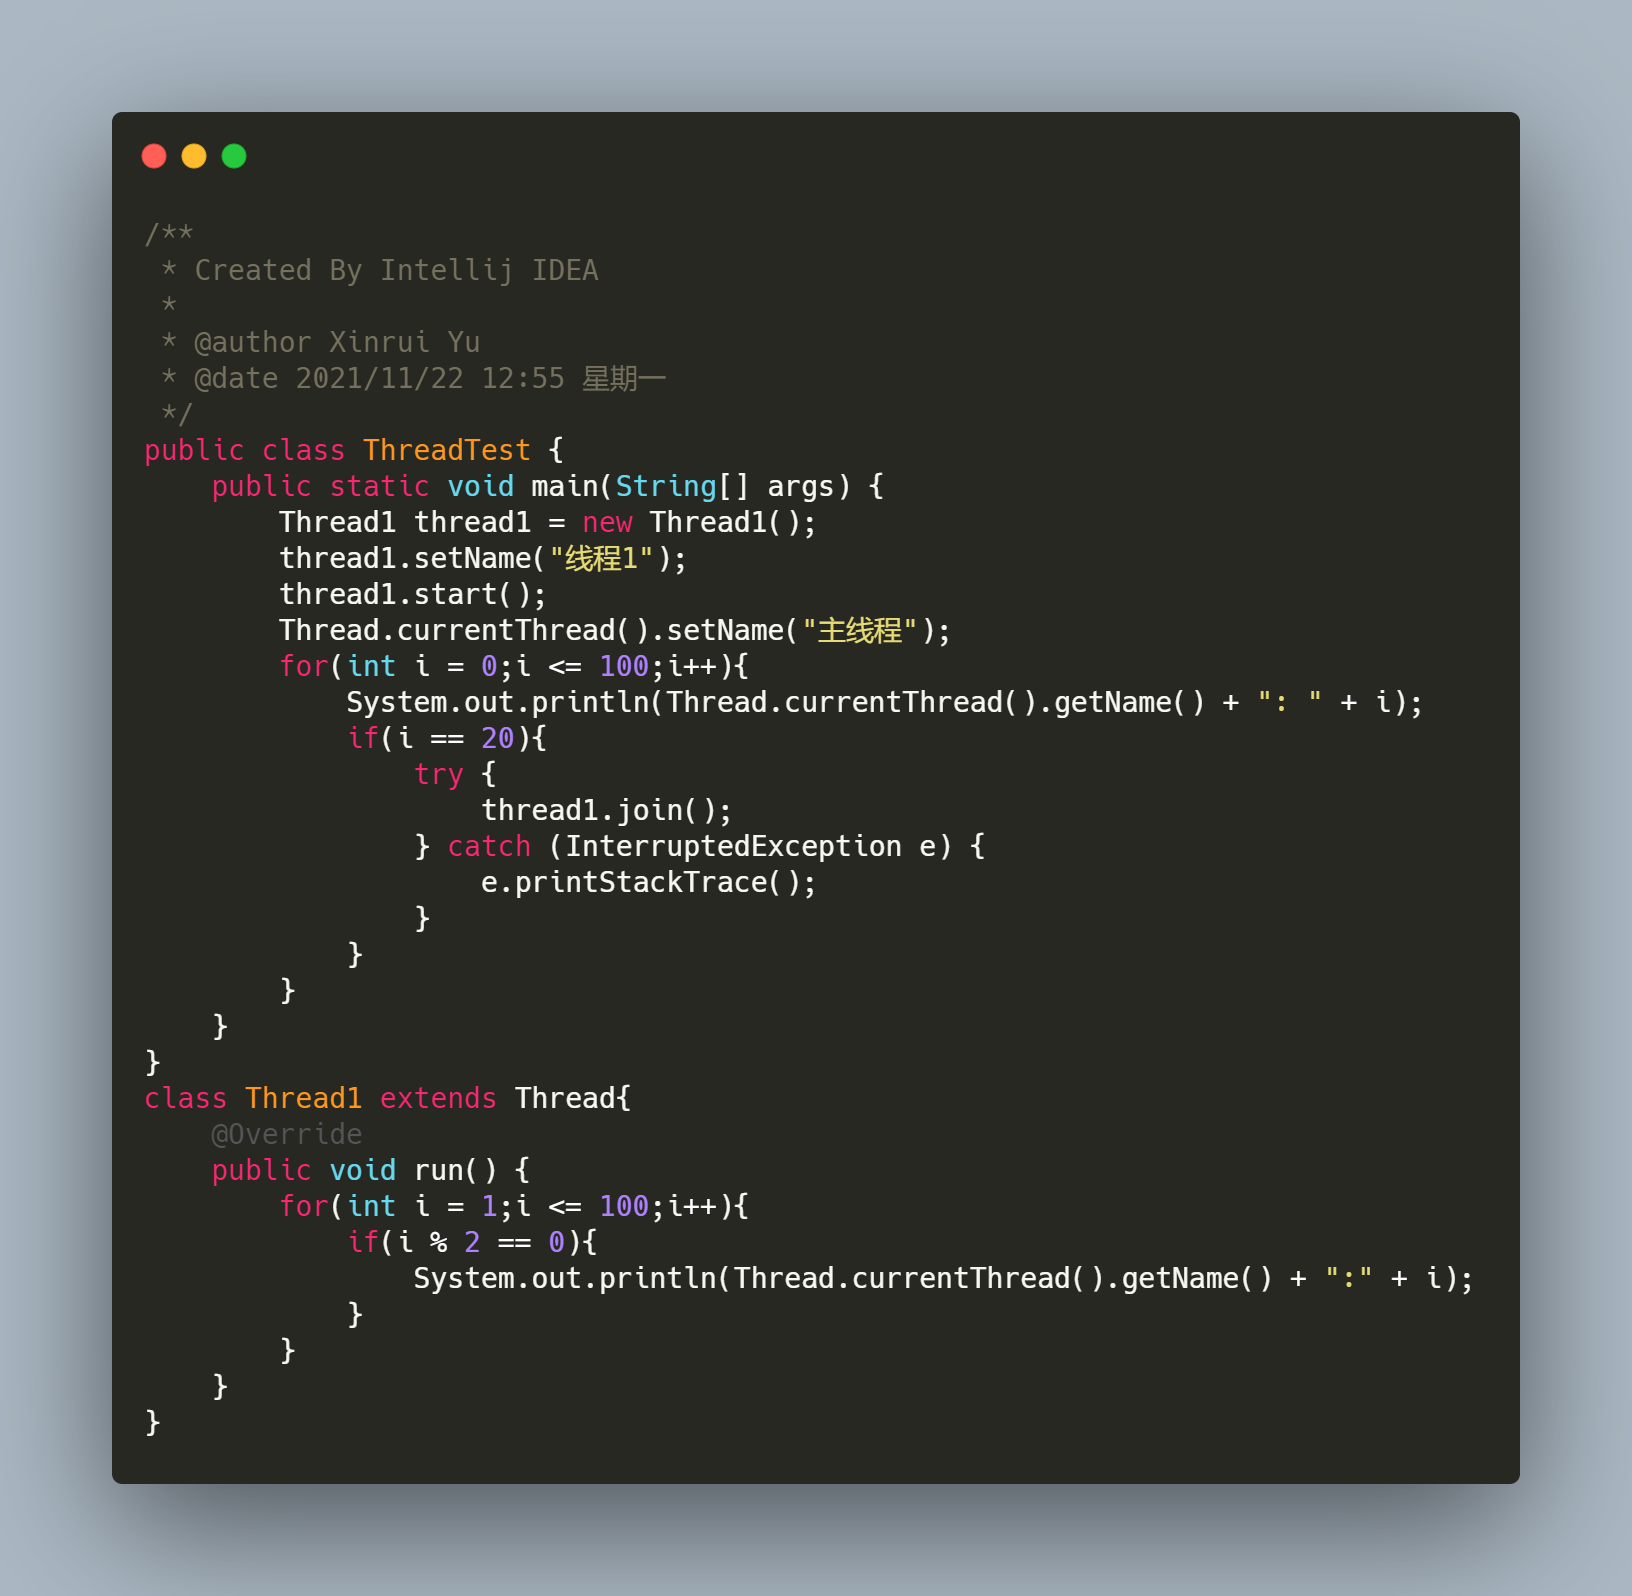 /**
 * Created By Intellij IDEA
 *
 * @author Xinrui Yu
 * @date 2021/11/22 12:55 星期一
 */
public class ThreadTest {
    public static void main(String[] args) {
        Thread1 thread1 = new Thread1();
        thread1.setName("线程1");
        thread1.start();
        Thread.currentThread().setName("主线程");
        for(int i = 0;i <= 100;i++){
            System.out.println(Thread.currentThread().getName() + ": " + i);
            if(i == 20){
                try {
                    thread1.join();
                } catch (InterruptedException e) {
                    e.printStackTrace();
                }
            }
        }
    }
}
class Thread1 extends Thread{
    @Override
    public void run() {
        for(int i = 1;i <= 100;i++){
            if(i % 2 == 0){
                System.out.println(Thread.currentThread().getName() + ":" + i);
            }
        }
    }
}